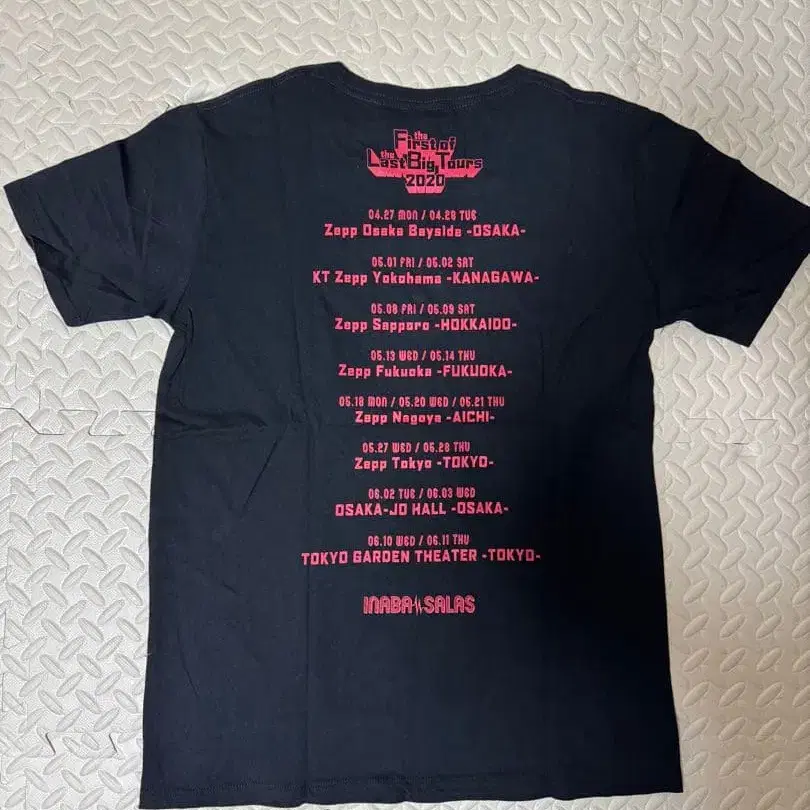 the
First of
the
Last Big Tours
2020
04.27 MON / 04.28 TUE
Zepp Osaka Bayside -OSAKA-
05.01 FRI / 05.02 SAT
KT Zepp Yokohama -KANAGAWA-
05.08 FRI / 05.09 SAT
Zepp Sapporo -HOKKAIDO-
05.13 WED / 05.14 THU
Zepp Fukuoka -FUKUOKA-
05.18 MON / 05.20 WED / 05.21 THU
Zepp Nagoya -AICHI-
05.27 WED / 05.28 THU
Zepp Tokyo -TOKYO-
06.02 TUE / 06.03 WED
OSAKA-JO HALL -OSAKA-
06.10 WED / 06.11 THU
TOKYO GARDEN THEATER -TOKYO-
INABA SALAS